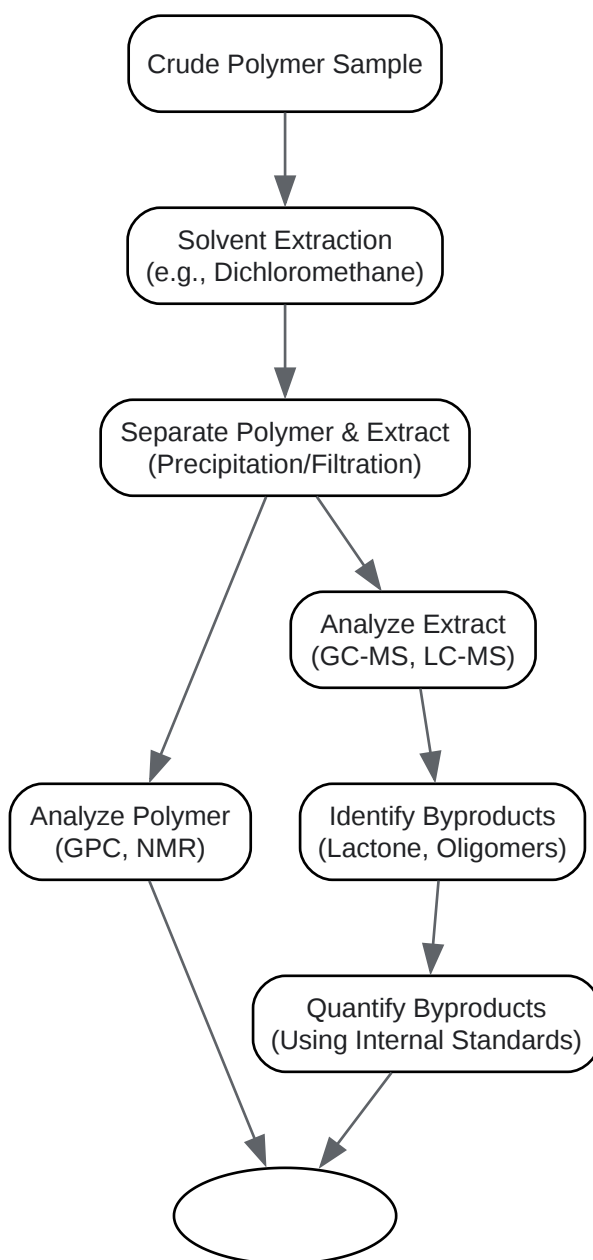 Crude Polymer Sample
Solvent Extraction
(e.g., Dichloromethane)
Separate Polymer & Extract
(Precipitation/Filtration)
Analyze Extract
(GC-MS, LC-MS)
Analyze Polymer
(GPC, NMR)
Identify Byproducts
(Lactone, Oligomers)
Quantify Byproducts
(Using Internal Standards)